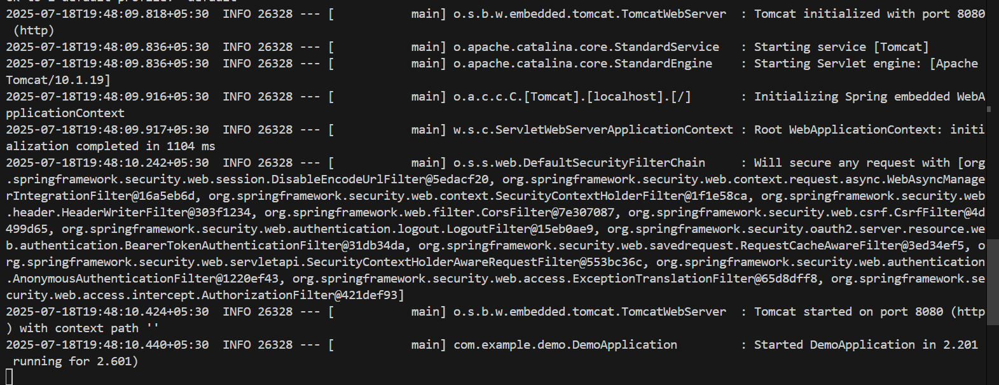 2025-07-18T19:48:09.818+05:30  INFO 26328 --- [           main] o.s.b.w.embedded.tomcat.TomcatWebServer  : Tomcat initialized with port 8080
 (http)
2025-07-18T19:48:09.836+05:30  INFO 26328 --- [           main] o.apache.catalina.core.StandardService   : Starting service [Tomcat]
2025-07-18T19:48:09.836+05:30  INFO 26328 --- [           main] o.apache.catalina.core.StandardEngine    : Starting Servlet engine: [Apache
Tomcat/10.1.19]
2025-07-18T19:48:09.916+05:30  INFO 26328 --- [           main] o.a.c.c.C.[Tomcat].[localhost].[/]       : Initializing Spring embedded WebA
pplicationContext
2025-07-18T19:48:09.917+05:30  INFO 26328 --- [           main] w.s.c.ServletWebServerApplicationContext : Root WebApplicationContext: initi
alization completed in 1104 ms
2025-07-18T19:48:10.242+05:30  INFO 26328 --- [           main] o.s.s.web.DefaultSecurityFilterChain     : Will secure any request with [org
.springframework.security.web.session.DisableEncodeUrlFilter@5edacf20, org.springframework.security.web.context.request.async.WebAsyncManage
rIntegrationFilter@16a5eb6d, org.springframework.security.web.context.SecurityContextHolderFilter@1f1e58ca, org.springframework.security.web
.header.HeaderWriterFilter@303f1234, org.springframework.web.filter.CorsFilter@7e307087, org.springframework.security.web.csrf.CsrfFilter@4d
499d65, org.springframework.security.web.authentication.logout.LogoutFilter@15eb0ae9, org.springframework.security.oauth2.server.resource.we
b.authentication.BearerTokenAuthenticationFilter@31db34da, org.springframework.security.web.savedrequest.RequestCacheAwareFilter@3ed34ef5, o
rg.springframework.security.web.servletapi.SecurityContextHolderAwareRequestFilter@553bc36c, org.springframework.security.web.authentication
.AnonymousAuthenticationFilter@1220ef43, org.springframework.security.web.access.ExceptionTranslationFilter@65d8dff8, org.springframework.se
curity.web.access.intercept.AuthorizationFilter@421def93]
2025-07-18T19:48:10.424+05:30  INFO 26328 --- [           main] o.s.b.w.embedded.tomcat.TomcatWebServer  : Tomcat started on port 8080 (http
) with context path ''
2025-07-18T19:48:10.440+05:30  INFO 26328 --- [           main] com.example.demo.DemoApplication         : Started DemoApplication in 2.201
 running for 2.601)